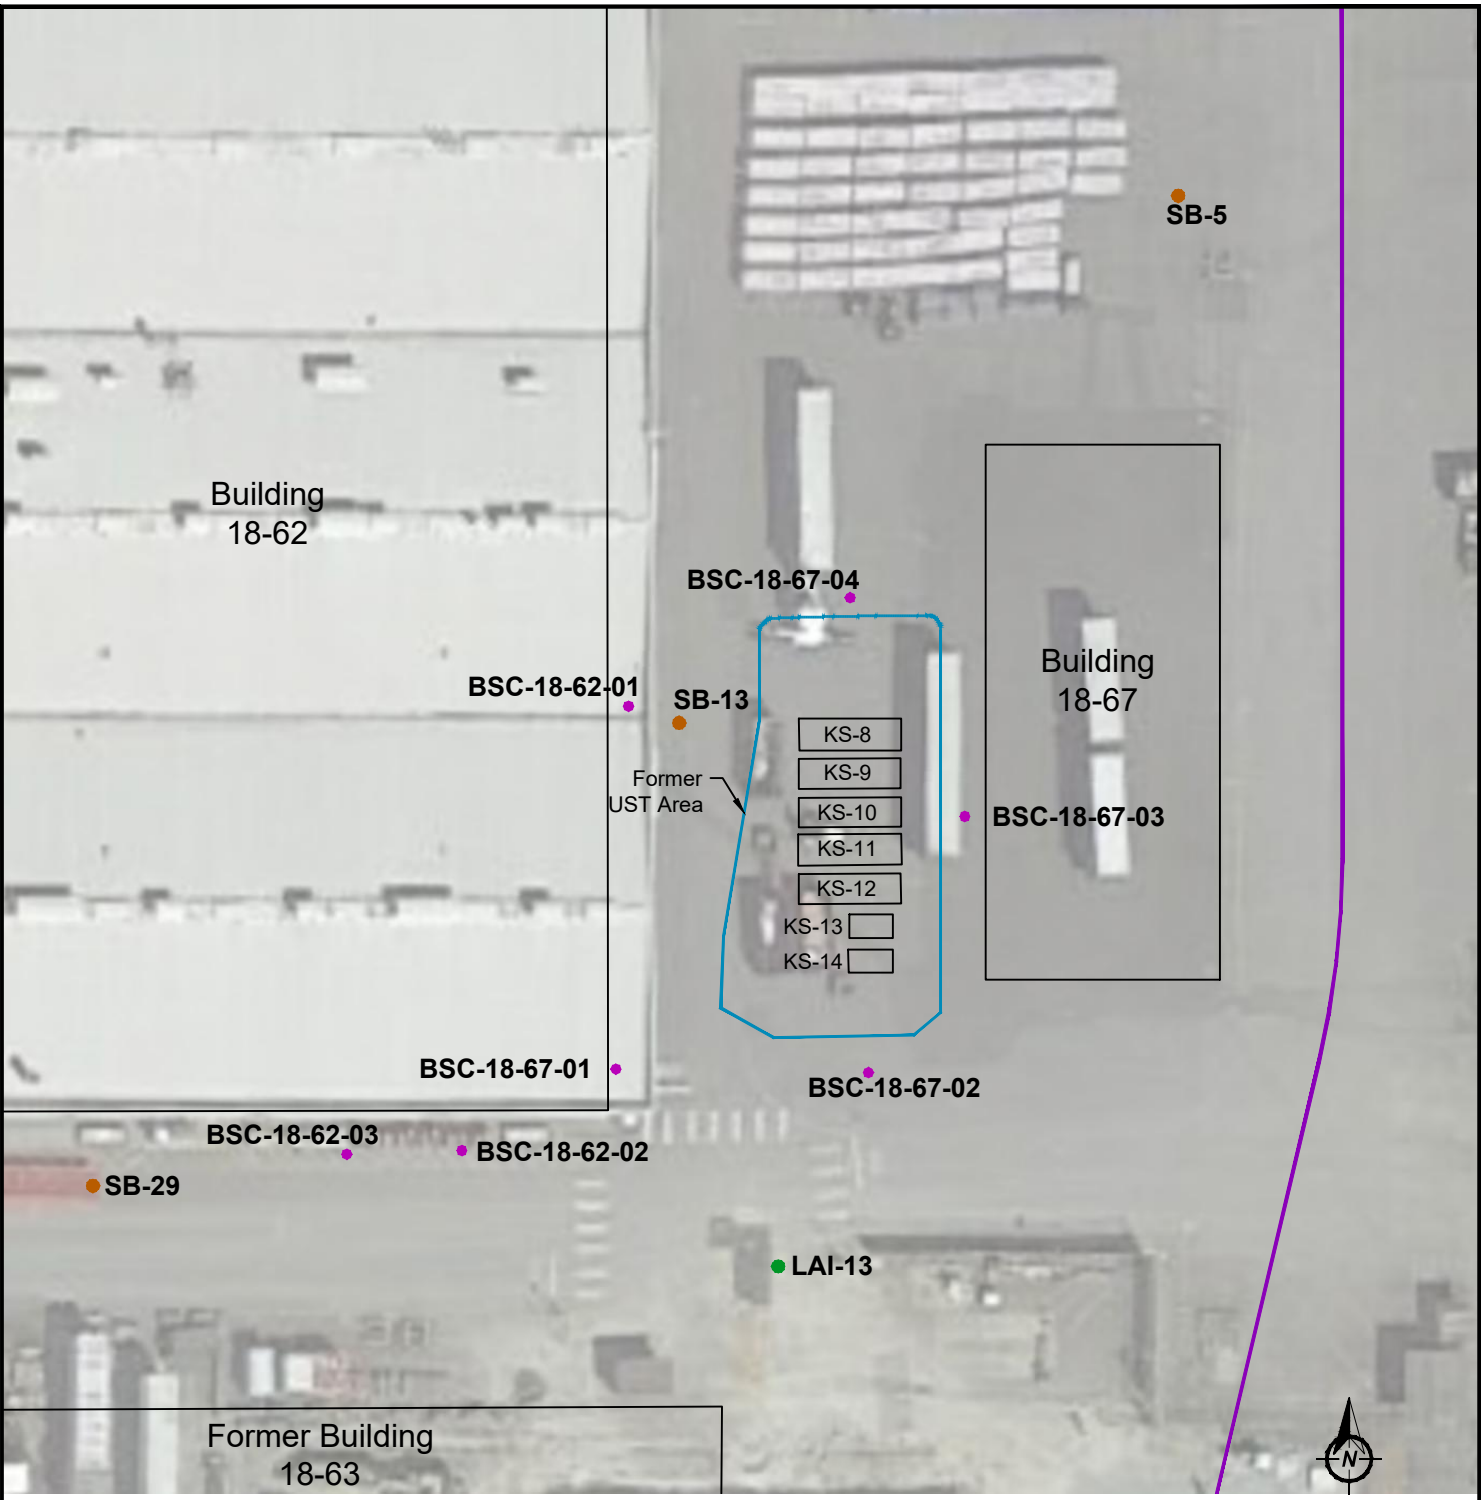 SB-5
Building
18-62
BSC-18-67-04
Building
18-67
BSC-18-62-01
SB-13
KS-8
Former
UST Area
KS-9
KS-10
BSC-18-67-03
KS-11
KS-12
KS-13
KS-14
BSC-18-67-01
BSC-18-67-02
BSC-18-62-03
BSC-18-62-02
SB-29
LAI-13
Former Building
18-63
N